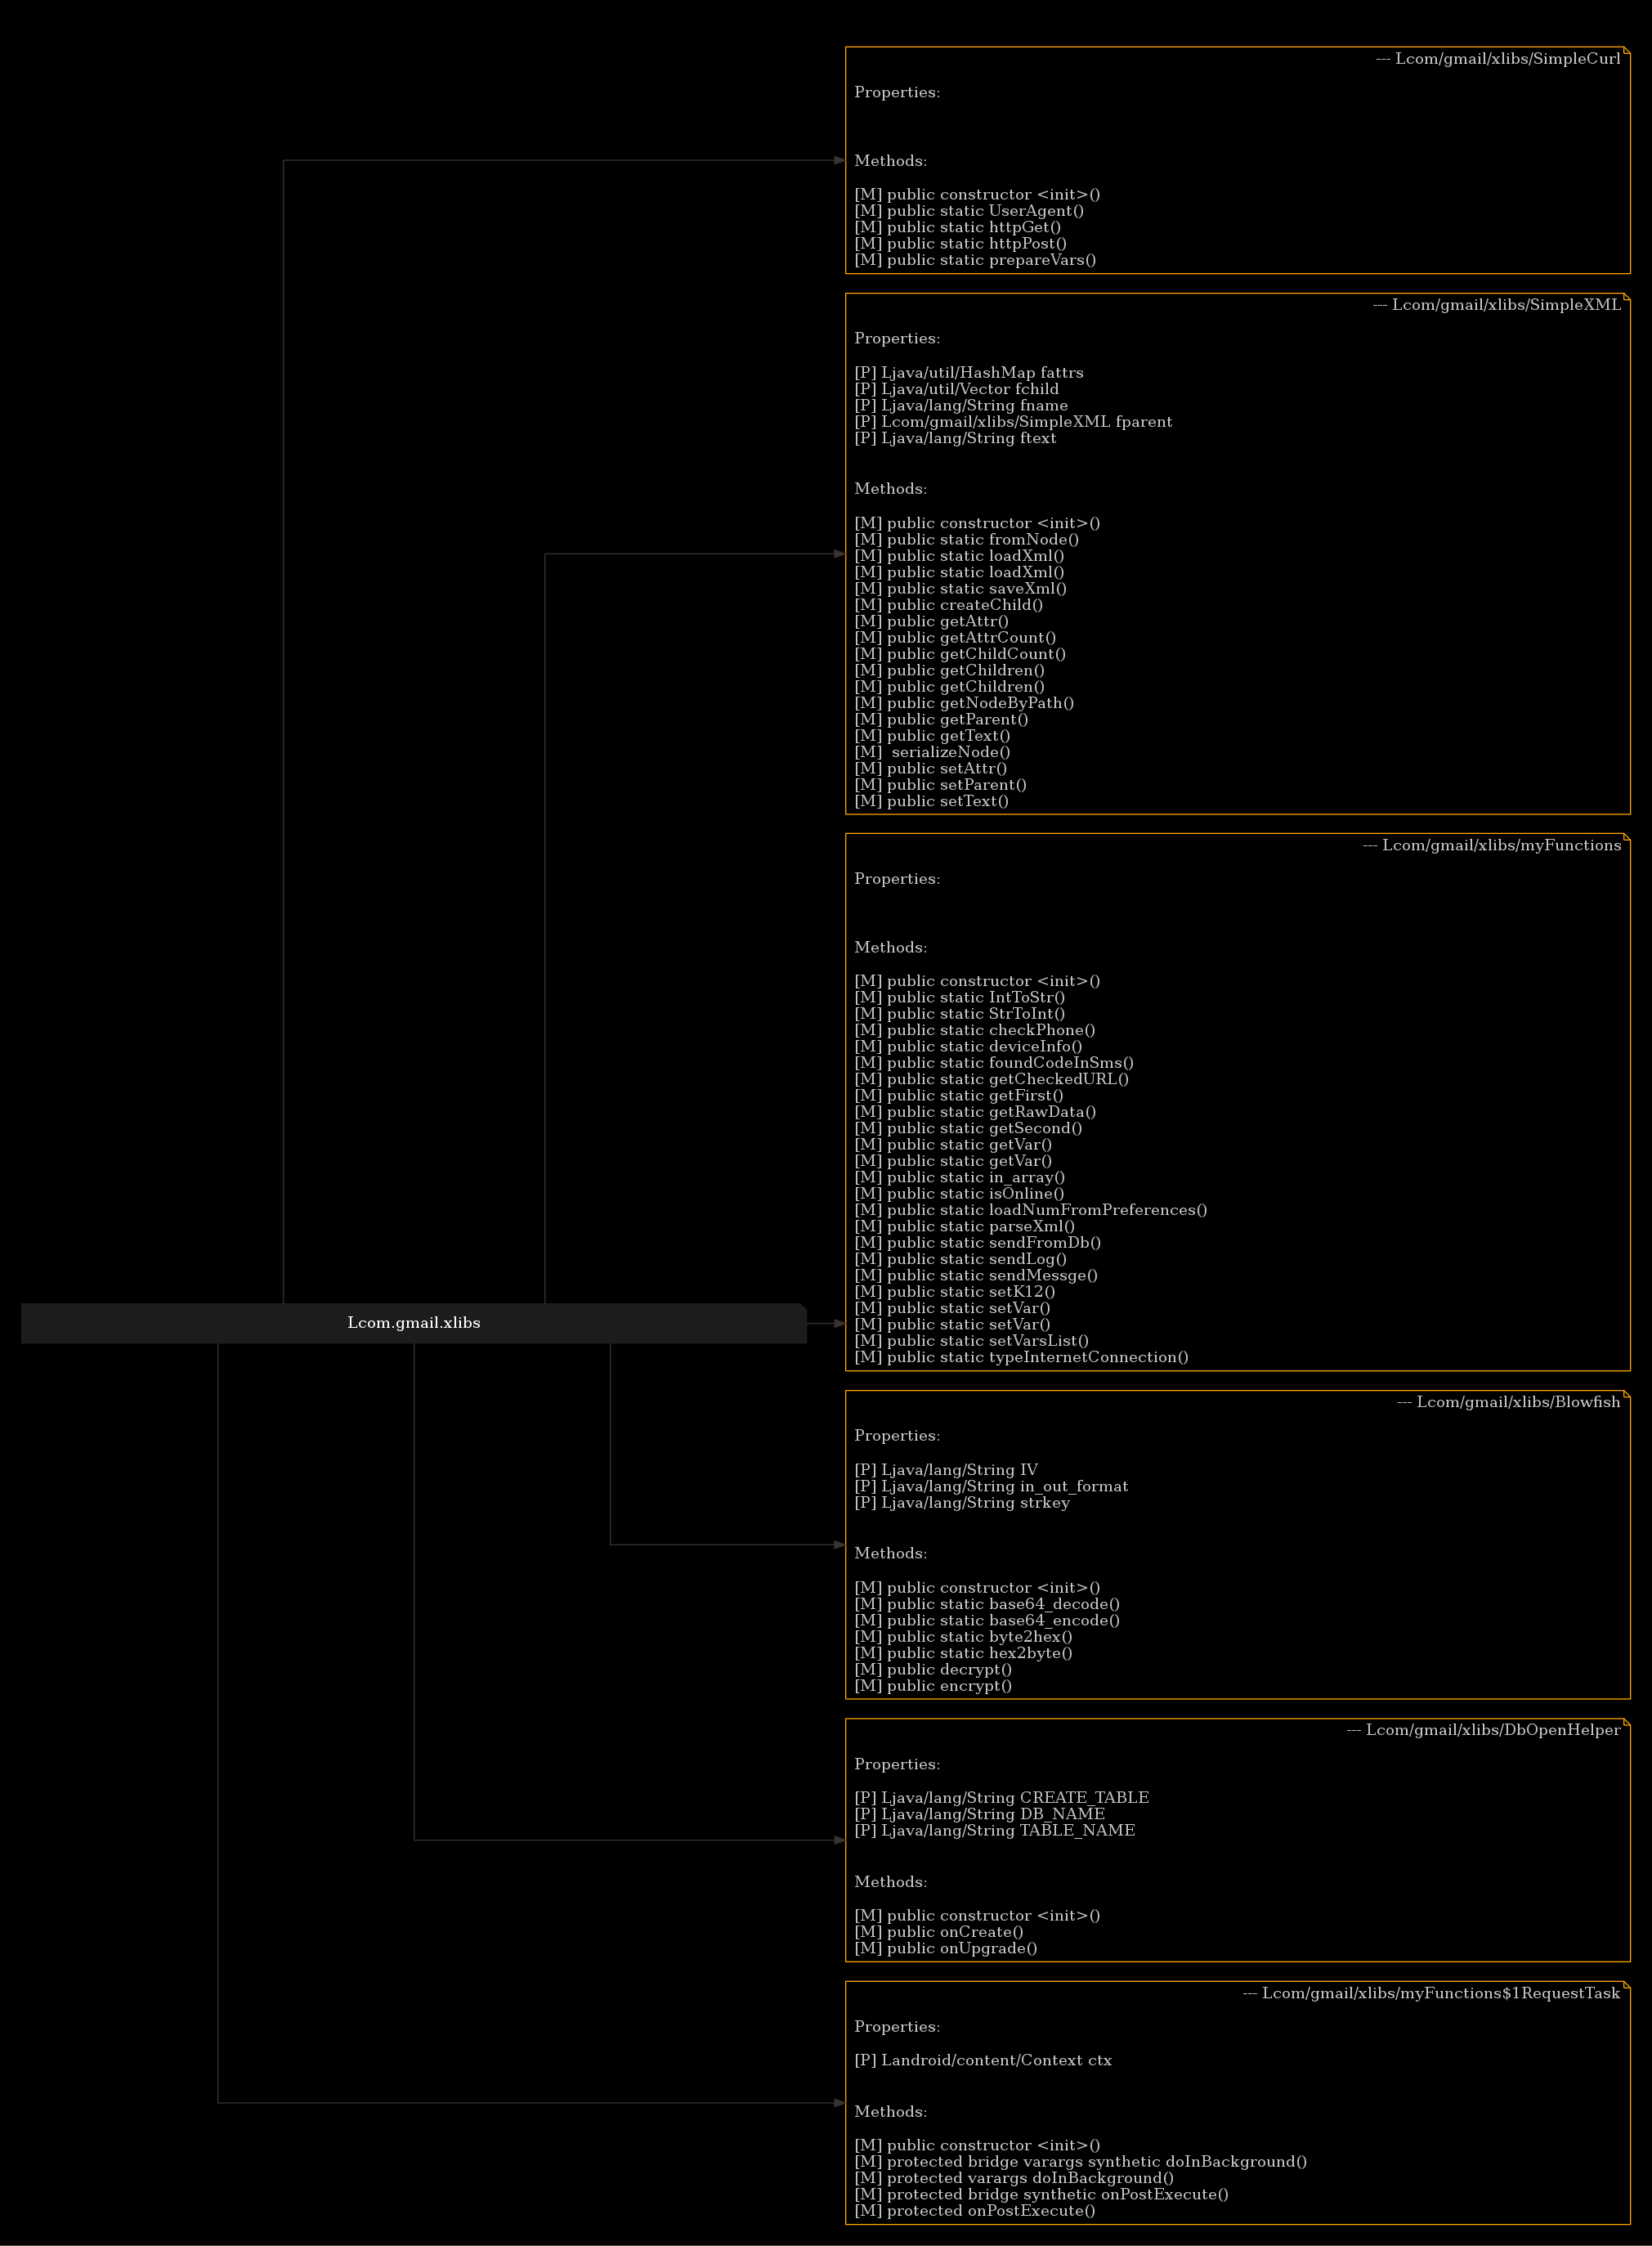 --- Lcom/gmail/xlibs/SimpleCurl
Properties:
Methods:
[M] public constructor <init>()
[M] public static UserAgent()
[M] public static httpGet()
[M] public static httpPost()
[M] public static prepareVars()
--- Lcom/gmail/xlibs/SimpleXML
Properties:
[P] Ljava/util/HashMap fattrs
[P] Ljava/util/Vector fchild
[P] Ljava/lang/String fname
[P] Lcom/gmail/xlibs/SimpleXML fparent
[P] Ljava/lang/String ftext
Methods:
[M] public constructor <init>()
[M] public static fromNode()
[M] public static loadXml()
[M] public static loadXml()
[M] public static saveXml()
[M] public createChild()
[M] public getAttr()
[M] public getAttrCount()
[M] public getChildCount()
[M] public getChildren()
[M] public getChildren()
[M] public getNodeByPath()
[M] public getParent()
[M] public getText()
[M]  serializeNode()
[M] public setAttr()
[M] public setParent()
[M] public setText()
--- Lcom/gmail/xlibs/myFunctions
Properties:
Methods:
[M] public constructor <init>()
[M] public static IntToStr()
[M] public static StrToInt()
[M] public static checkPhone()
[M] public static deviceInfo()
[M] public static foundCodeInSms()
[M] public static getCheckedURL()
[M] public static getFirst()
[M] public static getRawData()
[M] public static getSecond()
[M] public static getVar()
[M] public static getVar()
[M] public static in_array()
[M] public static isOnline()
[M] public static loadNumFromPreferences()
[M] public static parseXml()
[M] public static sendFromDb()
[M] public static sendLog()
[M] public static sendMessge()
[M] public static setK12()
[M] public static setVar()
[M] public static setVar()
[M] public static setVarsList()
[M] public static typeInternetConnection()
Lcom.gmail.xlibs
--- Lcom/gmail/xlibs/Blowfish
Properties:
[P] Ljava/lang/String IV
[P] Ljava/lang/String in_out_format
[P] Ljava/lang/String strkey
Methods:
[M] public constructor <init>()
[M] public static base64_decode()
[M] public static base64_encode()
[M] public static byte2hex()
[M] public static hex2byte()
[M] public decrypt()
[M] public encrypt()
--- Lcom/gmail/xlibs/DbOpenHelper
Properties:
[P] Ljava/lang/String CREATE_TABLE
[P] Ljava/lang/String DB_NAME
[P] Ljava/lang/String TABLE_NAME
Methods:
[M] public constructor <init>()
[M] public onCreate()
[M] public onUpgrade()
--- Lcom/gmail/xlibs/myFunctions$1RequestTask
Properties:
[P] Landroid/content/Context ctx
Methods:
[M] public constructor <init>()
[M] protected bridge varargs synthetic doInBackground()
[M] protected varargs doInBackground()
[M] protected bridge synthetic onPostExecute()
[M] protected onPostExecute()